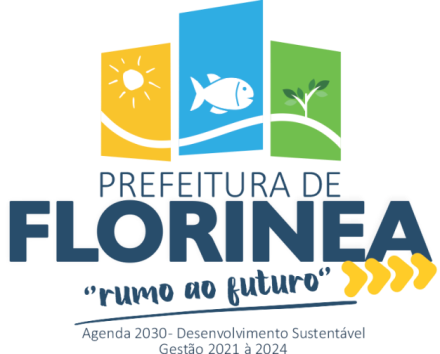 PREFEITURA DE
FLORINEA
"rumo ao futuro"
Agenda 2030- Desenvolvimento Sustentável
Gestão 2021 à 2024